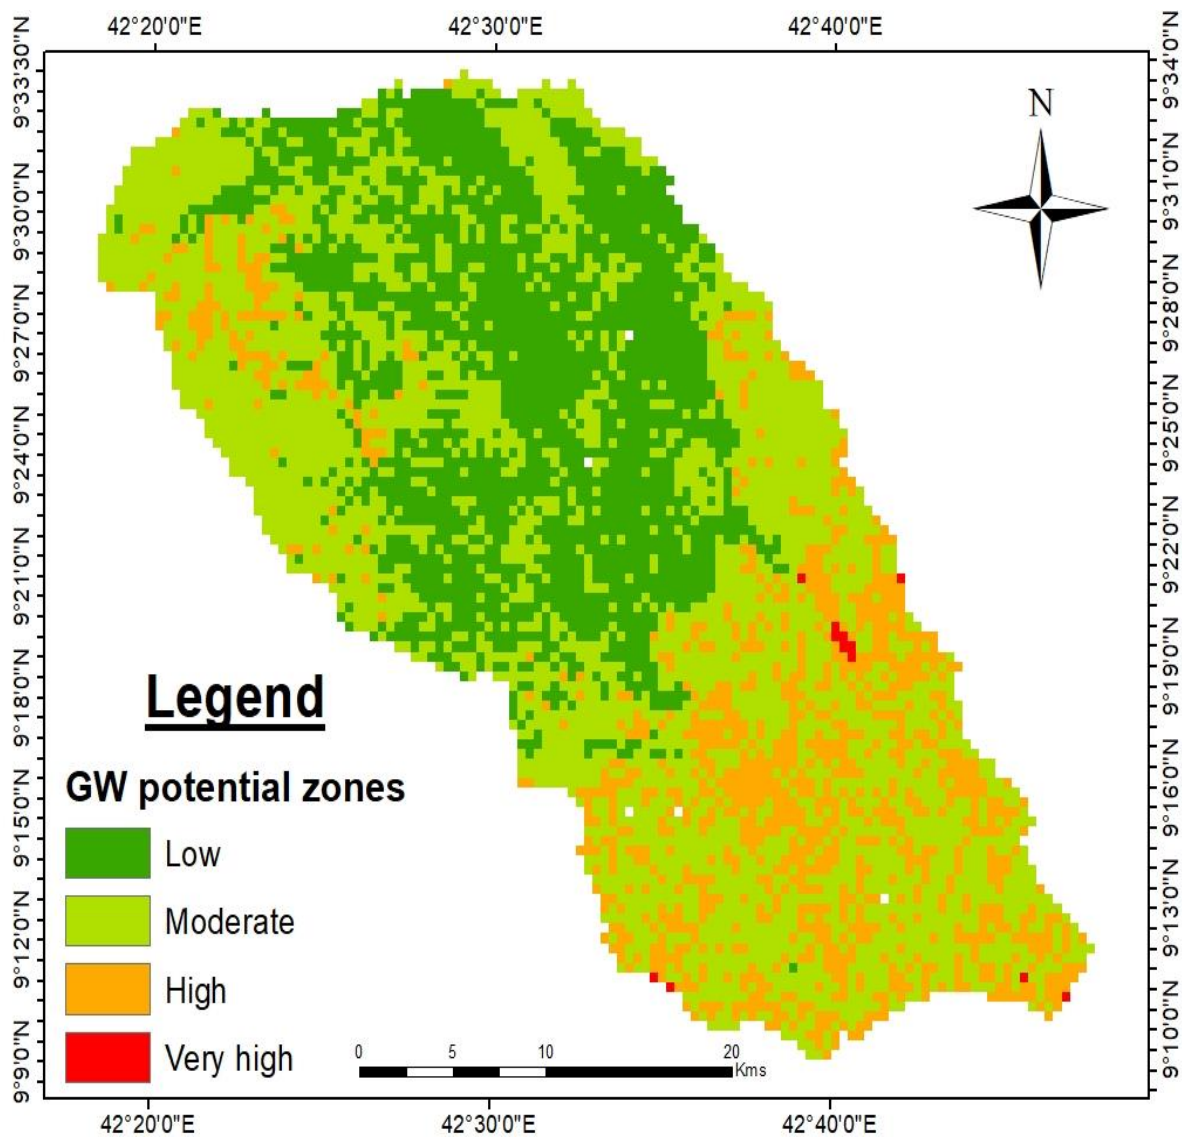 42°20'0"E 42°30'0"E 42°40'0"E
9°33'30"N
9°30'0"N
9°27'0"N
9°24'0"N
9°21'0"N
9°18'0"N
9°15'0"N
9°12'0"N
9°9'0"N
N
9°34'0"N
9°31'0"N
9°28'0"N
9°25'0"N
9°22'0"N
9°19'0"N
9°16'0"N
9°13'0"N
9°10'0"N
Legend
GW potential zones
Low
Moderate
High
Very high
0 5 10 20
Kms
42°20'0"E 42°30'0"E 42°40'0"E